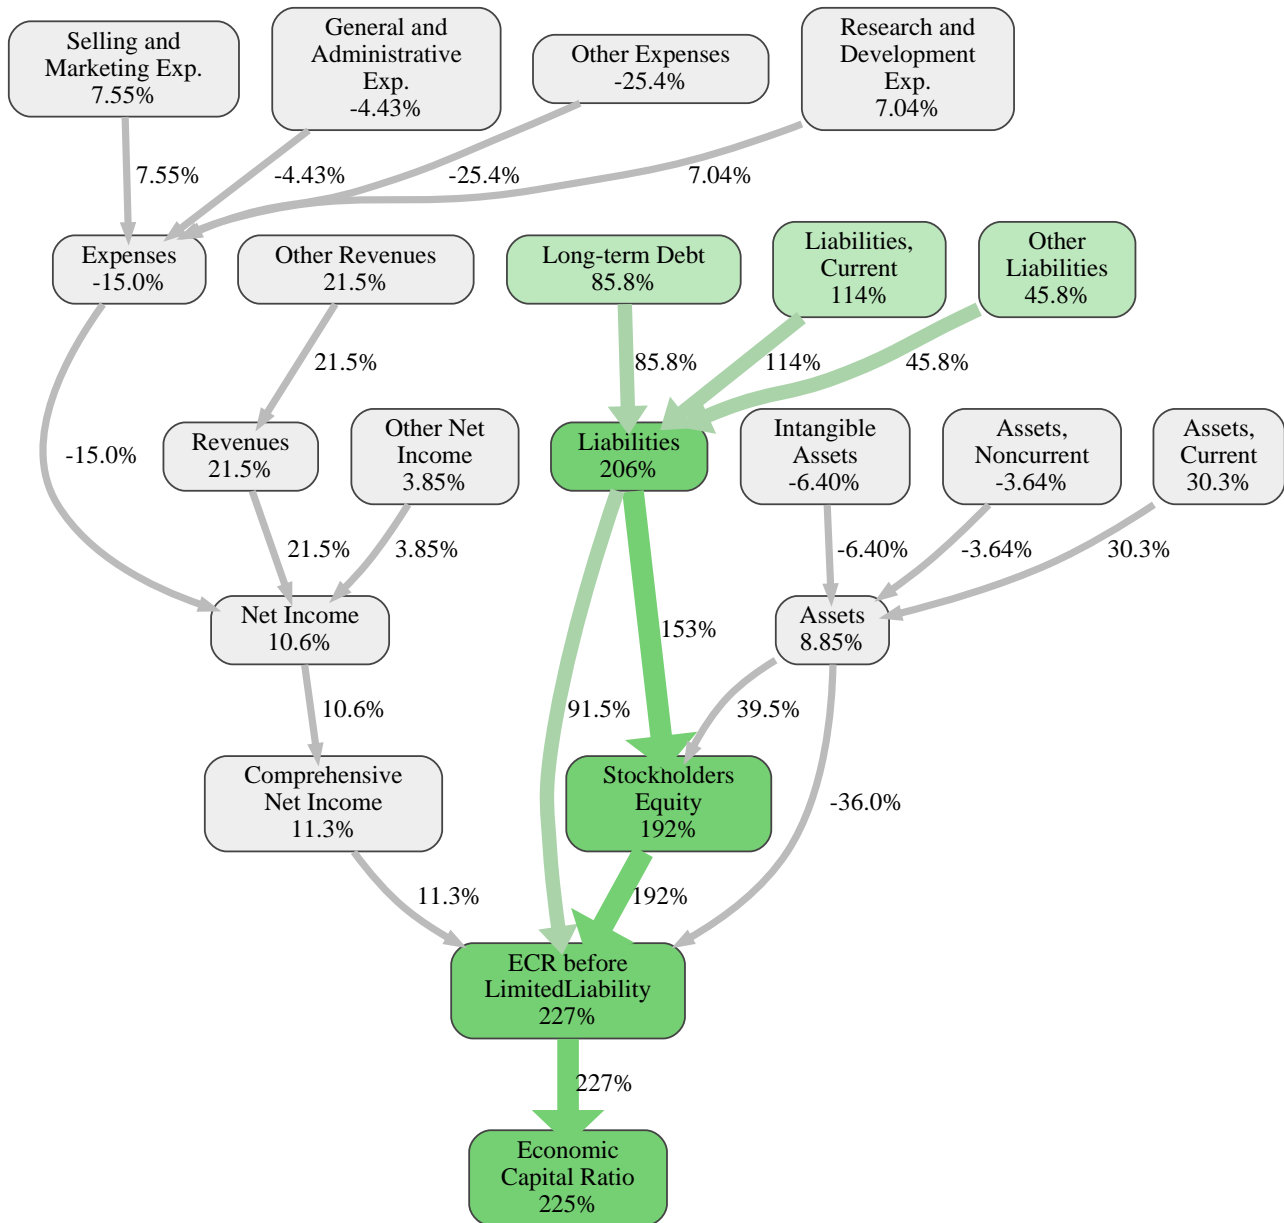 Selling and
Marketing Exp.
7.55%
General and
Administrative
Exp.
-4.43%
Other Expenses
-25.4%
Research and
Development
Exp.
7.04%
7.55%
-4.43%
-25.4%
7.04%
Expenses
-15.0%
Other Revenues
21.5%
Long-term Debt
85.8%
Liabilities,
Current
114%
Other
Liabilities
45.8%
21.5%
85.8%
114%
45.8%
-15.0%
Revenues
21.5%
Other Net
Income
3.85%
Liabilities
206%
Intangible
Assets
-6.40%
Assets,
Noncurrent
-3.64%
Assets,
Current
30.3%
21.5%
3.85%
-6.40%
-3.64%
30.3%
Net Income
10.6%
153%
Assets
8.85%
10.6%
91.5%
39.5%
Comprehensive
Net Income
11.3%
Stockholders
Equity
192%
-36.0%
11.3%
192%
ECR before
LimitedLiability
227%
227%
Economic
Capital Ratio
225%